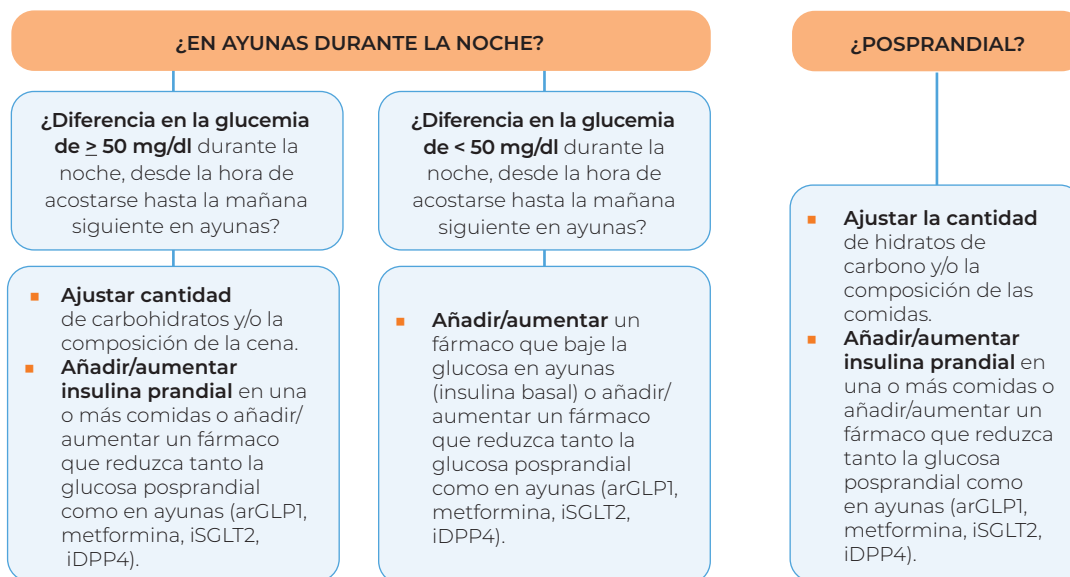 ¿EN AYUNAS DURANTE LA NOCHE?
¿Diferencia en la glucemia
de ≥ 50 mg/dl durante la
noche, desde la hora de
acostarse hasta la mañana
siguiente en ayunas?
■ Ajustar cantidad
de carbohidratos y/o la
composición de la cena.
■ Añadir/aumentar
insulina prandial en una
o más comidas o añadir/
aumentar un fármaco
que reduzca tanto la
glucosa posprandial
como en ayunas (arGLP1,
metformina, iSGLT2,
iDPP4).
¿Diferencia en la glucemia
de < 50 mg/dl durante la
noche, desde la hora de
acostarse hasta la mañana
siguiente en ayunas?
■ Añadir/aumentar un
fármaco que baje la
glucosa en ayunas
(insulina basal) o añadir/
aumentar un fármaco
que reduzca tanto la
glucosa posprandial
como en ayunas (arGLP1,
metformina, iSGLT2,
iDPP4).
¿POSPRANDIAL?
■ Ajustar la cantidad
de hidratos de
carbono y/o la
composición de las
comidas.
■ Añadir/aumentar
insulina prandial en
una o más comidas o
añadir/aumentar un
fármaco que reduzca
tanto la glucosa
posprandial como
en ayunas (arGLP1,
metformina, iSGLT2,
iDPP4).